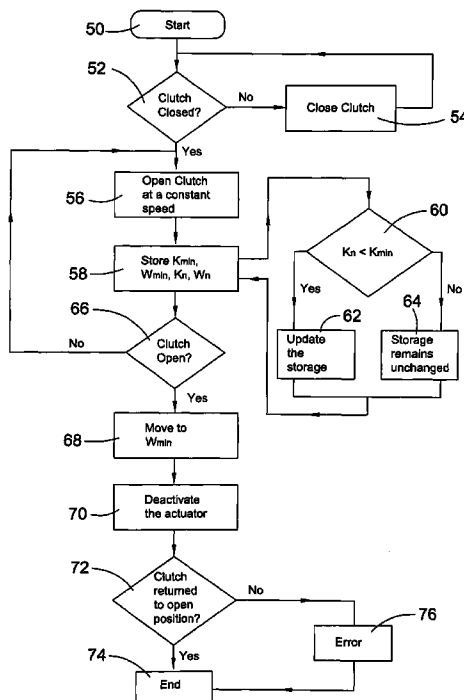 50
Start
52
Clutch
Closed?
No
Close Clutch
54
Yes
56
Open Clutch
at a constant
speed
58
Store Kmin,
Wmin, Kn, Wn
60
Kn < Kmin
Yes
No
62
Update
the
storage
64
Storage
remains
unchanged
66
Clutch
Open?
No
Yes
68
Move to
Wmin
70
Deactivate
the actuator
72
Clutch
returned
to open
position?
No
Yes
76
Error
74
End